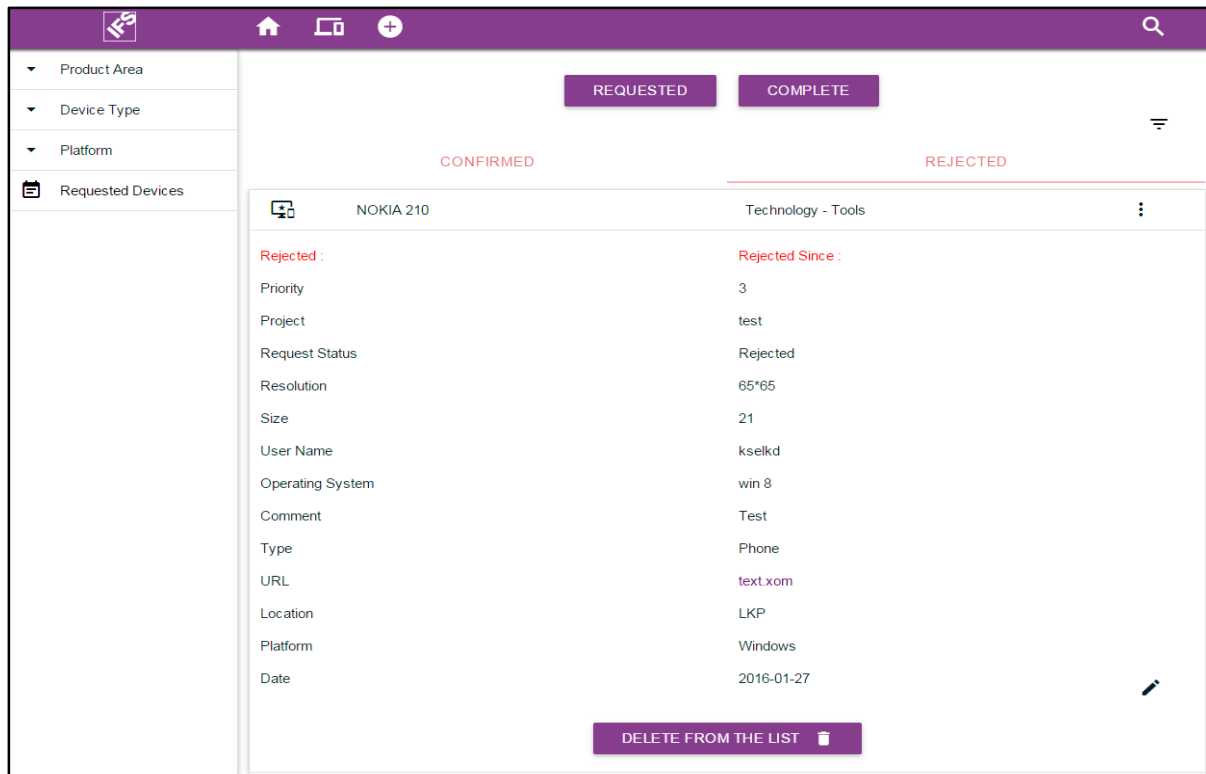 IFS
Product Area
Device Type
Platform
Requested Devices
REQUESTED COMPLETE
CONFIRMED REJECTED
NOKIA 210 Technology - Tools
Rejected : Rejected Since :
Priority 3
Project test
Request Status Rejected
Resolution 65*65
Size 21
User Name kselkd
Operating System win 8
Comment Test
Type Phone
URL text.xom
Location LKP
Platform Windows
Date 2016-01-27
DELETE FROM THE LIST